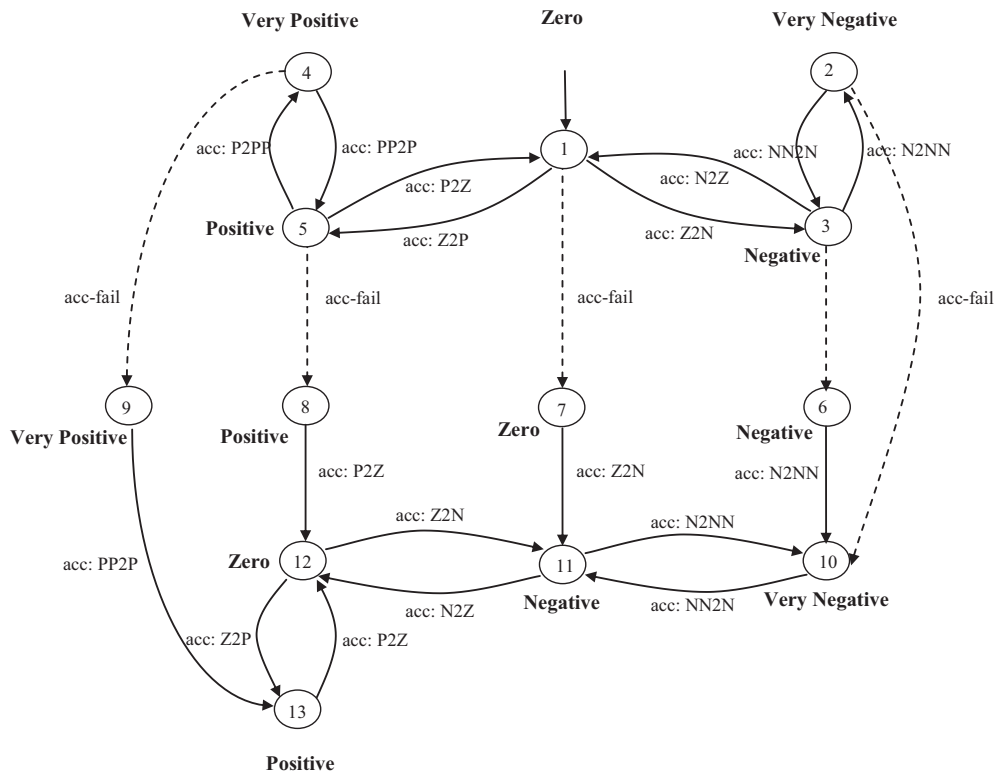 Very Positive
Zero
Very Negative
4
2
1
acc: P2PP
acc: PP2P
acc: NN2N
acc: N2NN
acc: P2Z
acc: N2Z
Positive
5
3
acc: Z2P
acc: Z2N
Negative
acc-fail
acc-fail
acc-fail
acc-fail
9
8
7
6
Very Positive
Positive
Zero
Negative
acc: P2Z
acc: Z2N
acc: N2NN
acc: Z2N
acc: N2NN
acc: PP2P
Zero
12
11
10
Negative
Very Negative
acc: N2Z
acc: NN2N
acc: Z2P
acc: P2Z
13
Positive